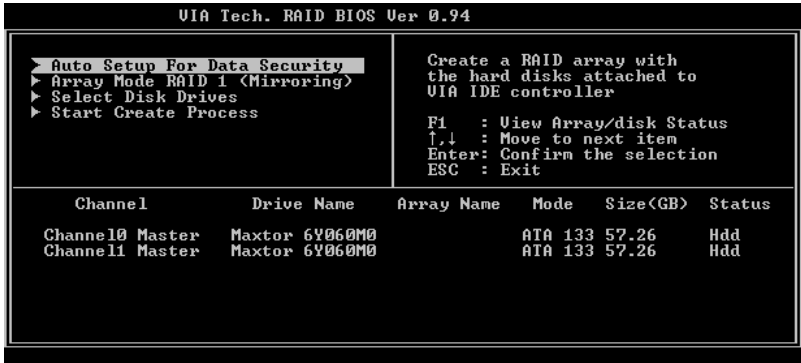 VIA Tech. RAID BIOS Ver 0.94
Auto Setup For Data Security
Array Mode RAID 1 (Mirroring)
Select Disk Drives
Start Create Process
Create a RAID array with
the hard disks attached to
VIA IDE controller
F1 : View Array/disk Status
↑,↓ : Move to next item
Enter: Confirm the selection
ESC : Exit
Channel Drive Name Array Name Mode Size(GB) Status
Channel0 Master Maxtor 6Y060M0 ATA 133 57.26 Hdd
Channel1 Master Maxtor 6Y060M0 ATA 133 57.26 Hdd